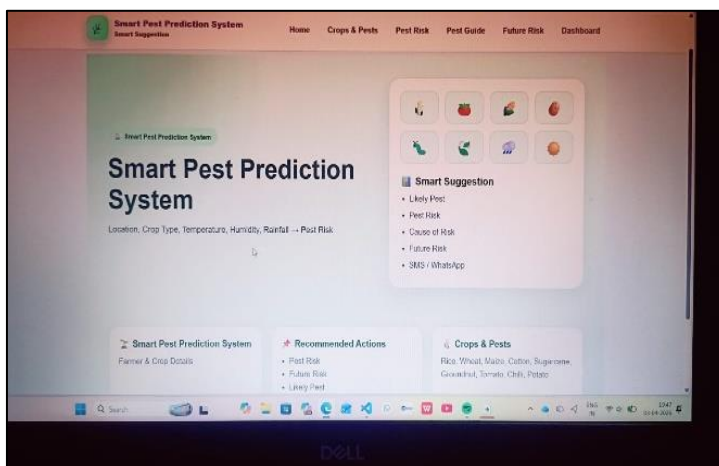 Smart Pest Prediction System
Smart Suggestion
Home Crops & Pests Pest Risk Pest Guide Future Risk Dashboard
Smart Pest Prediction System
Smart Pest Prediction
System
Location, Crop Type, Temperature, Humidity, Rainfall → Pest Risk
Smart Suggestion
• Likely Pest
• Pest Risk
• Cause of Risk
• Future Risk
• SMS / WhatsApp
Smart Pest Prediction System
Farmer & Crop Details
Recommended Actions
• Pest Risk
• Future Risk
• Likely Pest
Crops & Pests
Rice, Wheat, Maize, Cotton, Sugarcane,
Groundnut, Tomato, Chilli, Potato
Search
ENG
IN
DELL